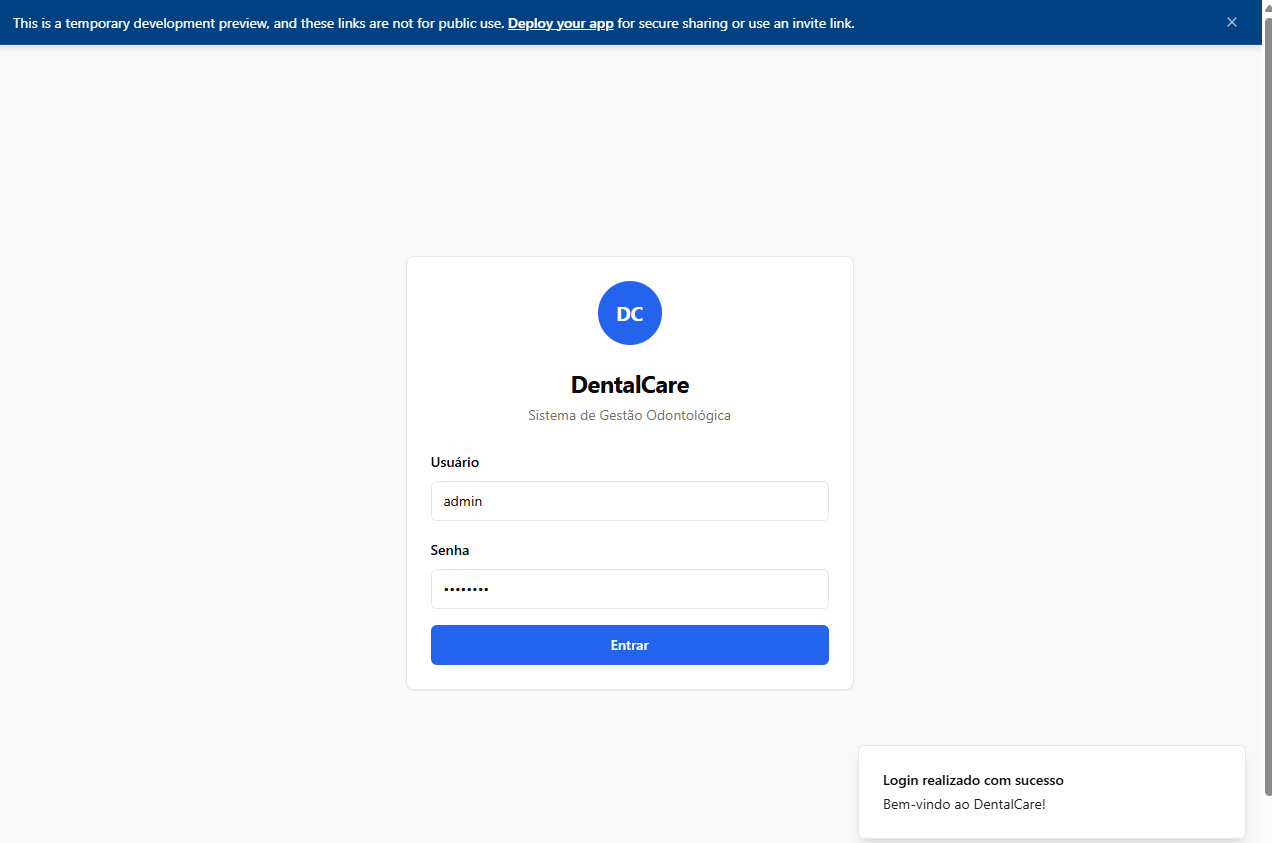 This is a temporary development preview, and these links are not for public use. Deploy your app for secure sharing or use an invite link.
DC
DentalCare
Sistema de Gestão Odontológica
Usuário
admin
Senha
••••••••
Entrar
Login realizado com sucesso
Bem-vindo ao DentalCare!